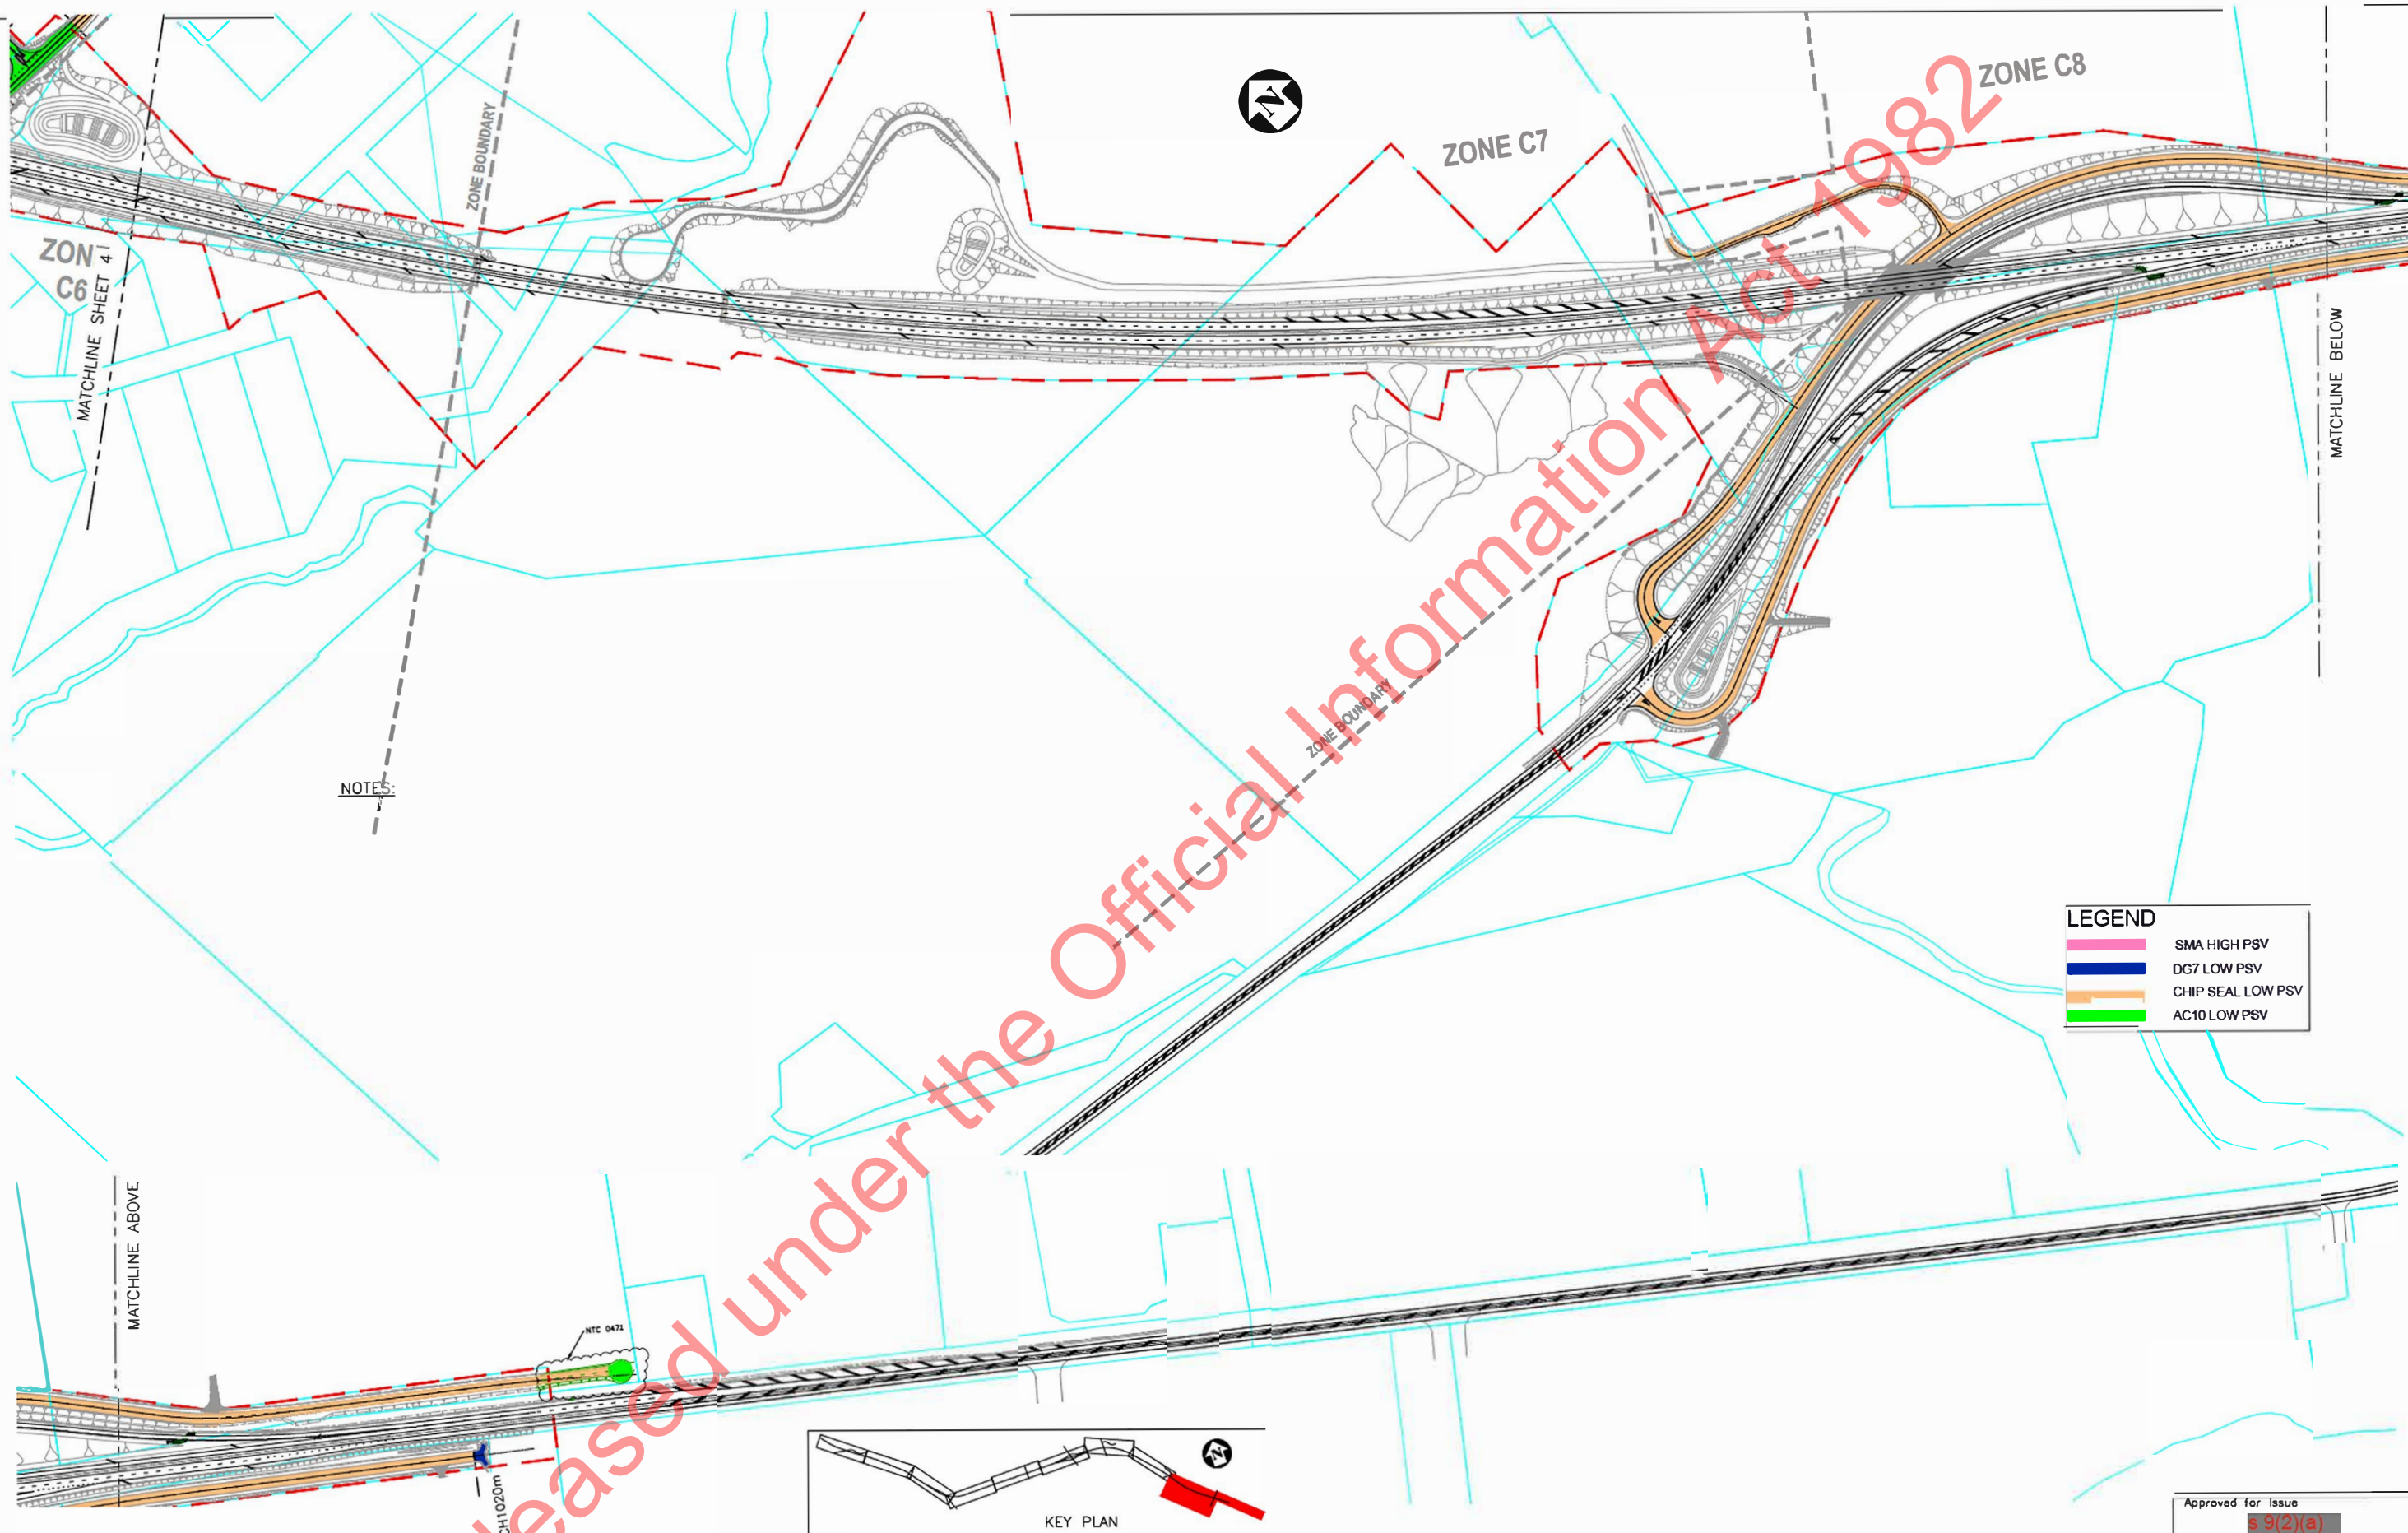 ZONE C8
ZONE C7
N
ZONE BOUNDARY
ZON
C6
MATCHLINE SHEET 4
MATCHLINE BELOW
ZONE BOUNDARY
NOTES:
LEGEND
SMA HIGH PSV
DG7 LOW PSV
CHIP SEAL LOW PSV
AC10 LOW PSV
MATCHLINE ABOVE
NTC 0471
CH1020m
N
KEY PLAN
Approved for Issue
s 9(2)(a)
eased under the Official Information Act 1982